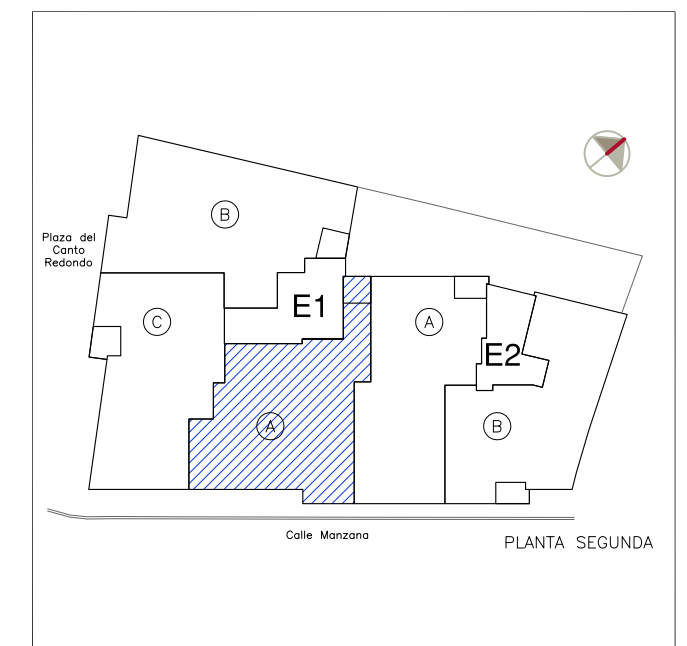 B
Plaza del
Canto
Redondo
E1
C
A
E2
A
B
Calle Manzana
PLANTA SEGUNDA